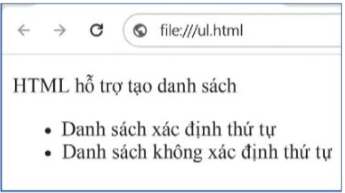 file:///ul.html
HTML hỗ trợ tạo danh sách
• Danh sách xác định thứ tự
• Danh sách không xác định thứ tự